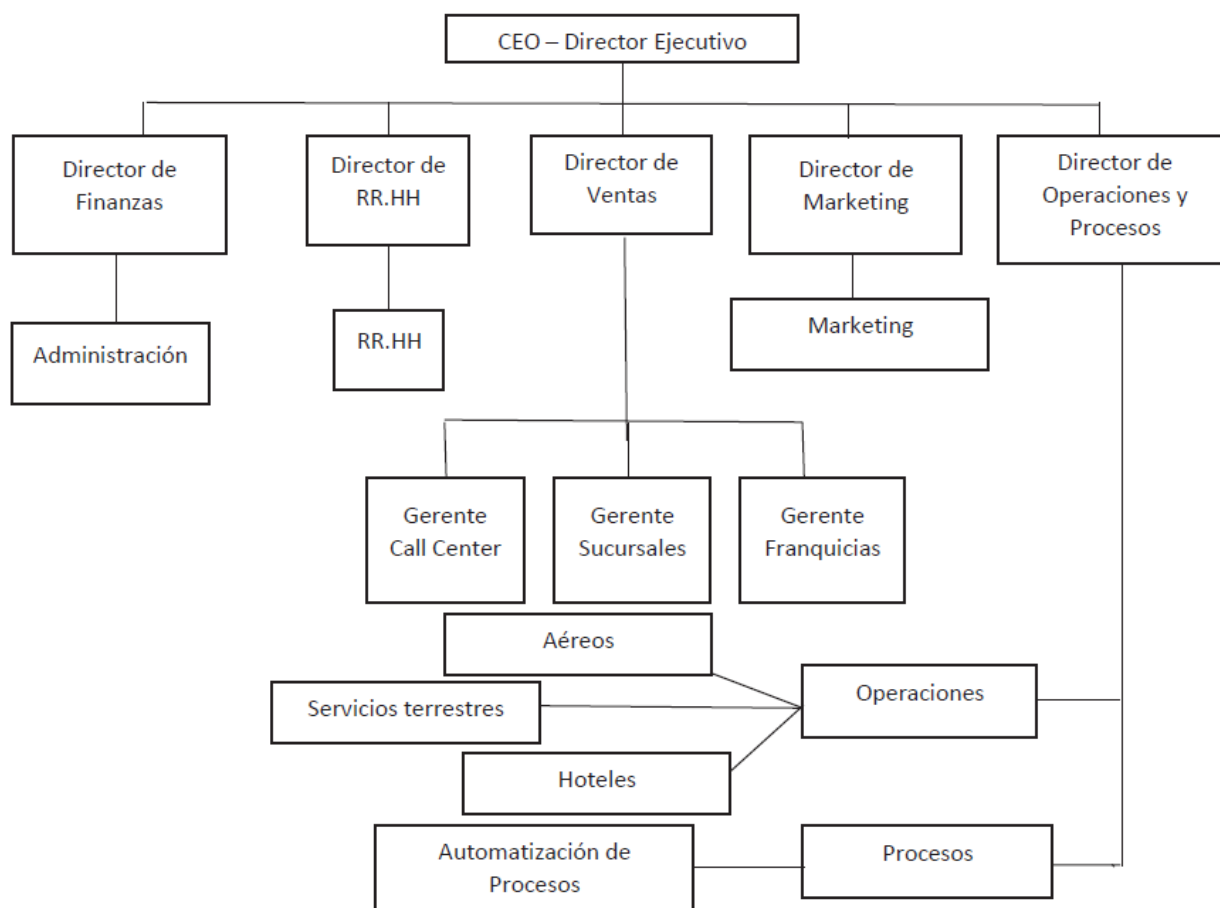 CEO – Director Ejecutivo
Director de
Finanzas
Director de
RR.HH
Director de
Ventas
Director de
Marketing
Director de
Operaciones y
Procesos
Administración
RR.HH
Marketing
Gerente
Call Center
Gerente
Sucursales
Gerente
Franquicias
Aéreos
Servicios terrestres
Hoteles
Operaciones
Automatización de
Procesos
Procesos